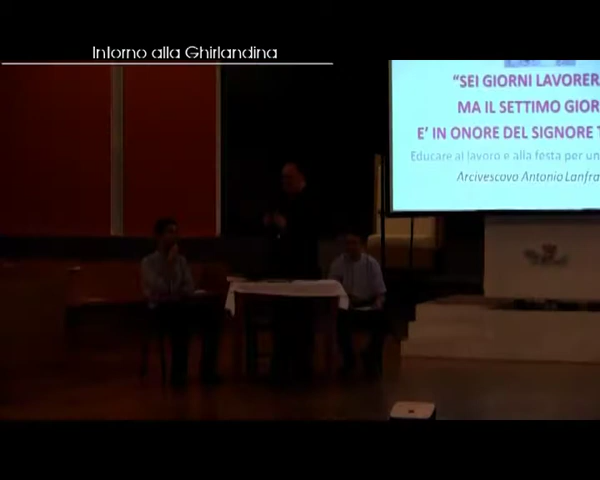 Intorno alla Ghirlandina
“SEI GIORNI LAVORER
MA IL SETTIMO GIOR
E’ IN ONORE DEL SIGNORE T
Educare al lavoro e alla festa per un
Arcivescovo Antonio Lanfra